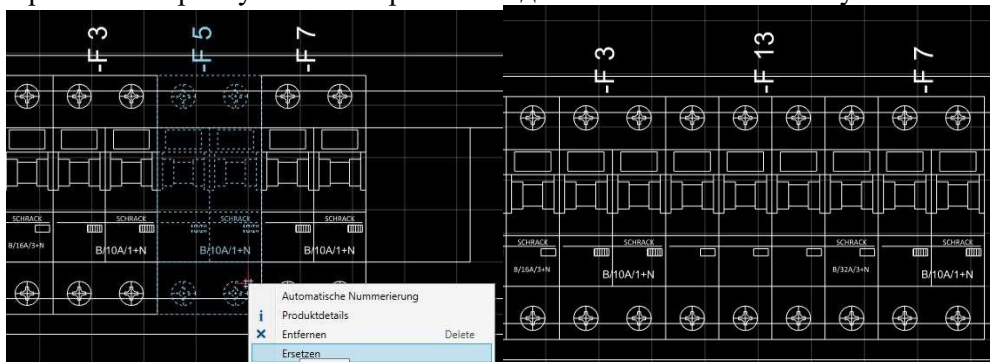 -F 3
-F 5
-F 7
SCHRACK
SCHRACK
SCHRACK
SCHRACK
B/16A/3+N
B/10A/1+N
B/10A/1+N
B/10A/1+N
Automatische Nummerierung
i Produktdetails
Entfernen Delete
Ersetzen
-F 3
-F 13
-F 7
SCHRACK
SCHRACK
SCHRACK
SCHRACK
B/16A/3+N
B/10A/1+N
B/32A/3+N
B/10A/1+N